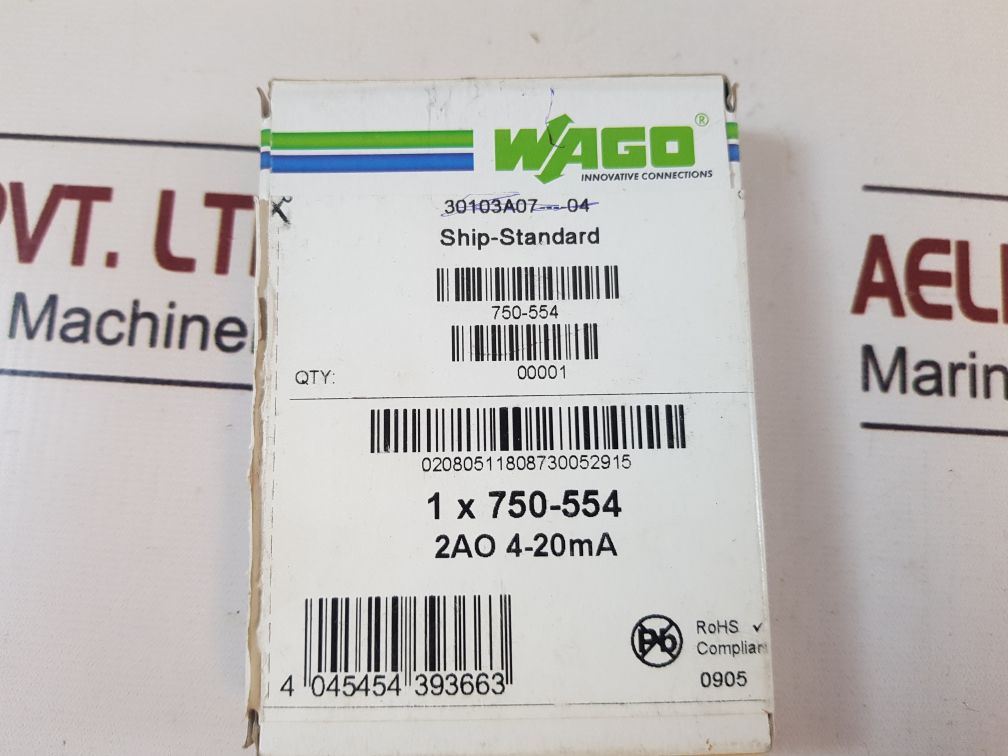 WAGO®
INNOVATIVE CONNECTIONS
30103A07---04
Ship-Standard
750-554
QTY: 00001
02080511808730052915
1 x 750-554
2AO 4-20mA
Pb
RoHS ✓
Complian
0905
4 045454 393663
PVT. LT
Machine
AEL
Marin